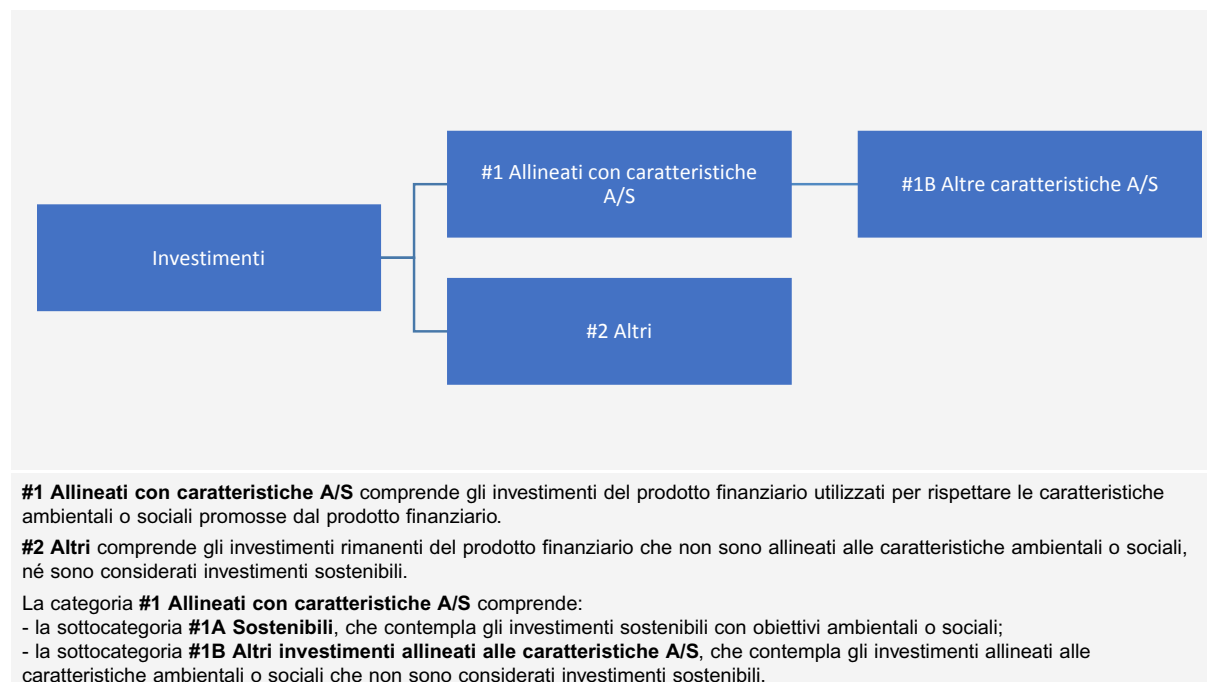 #1 Allineati con caratteristiche
A/S
#1B Altre caratteristiche A/S
Investimenti
#2 Altri
#1 Allineati con caratteristiche A/S comprende gli investimenti del prodotto finanziario utilizzati per rispettare le caratteristiche
ambientali o sociali promosse dal prodotto finanziario.
#2 Altri comprende gli investimenti rimanenti del prodotto finanziario che non sono allineati alle caratteristiche ambientali o sociali,
né sono considerati investimenti sostenibili.
La categoria #1 Allineati con caratteristiche A/S comprende:
- la sottocategoria #1A Sostenibili, che contempla gli investimenti sostenibili con obiettivi ambientali o sociali;
- la sottocategoria #1B Altri investimenti allineati alle caratteristiche A/S, che contempla gli investimenti allineati alle
caratteristiche ambientali o sociali che non sono considerati investimenti sostenibili.